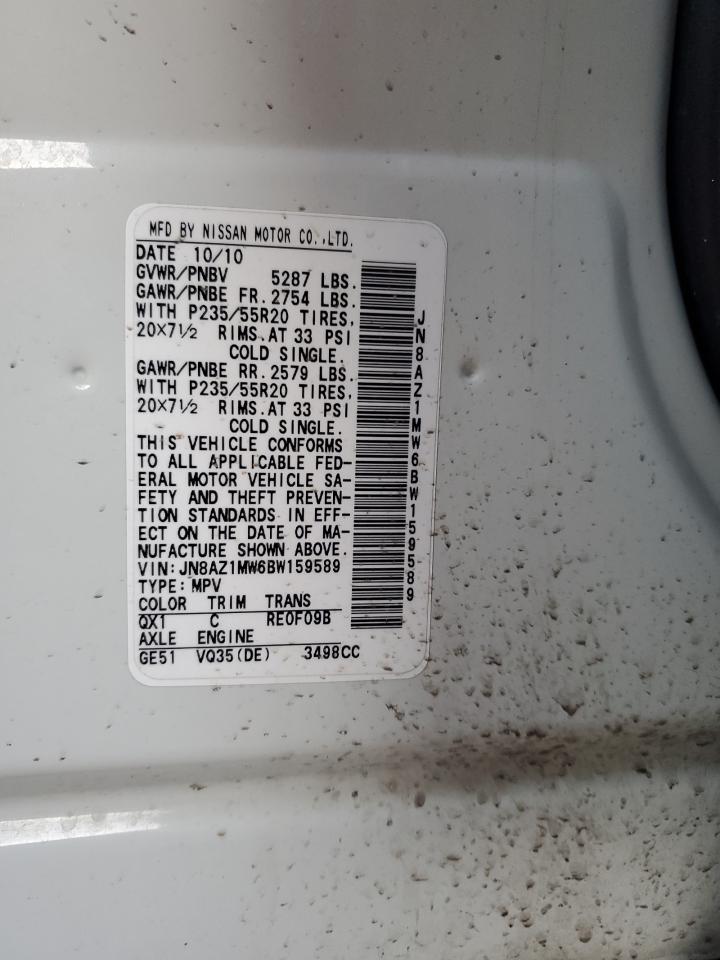 MFD BY NISSAN MOTOR CO.,LTD.
DATE 10/10
GVWR/PNBV 5287 LBS.
GAWR/PNBE FR. 2754 LBS.
WITH P235/55R20 TIRES,
20×7½ RIMS.AT 33 PSI
COLD SINGLE.
GAWR/PNBE RR. 2579 LBS.
WITH P235/55R20 TIRES,
20×7½ RIMS.AT 33 PSI
COLD SINGLE.
THIS VEHICLE CONFORMS
TO ALL APPLICABLE FED-
ERAL MOTOR VEHICLE SA-
FETY AND THEFT PREVEN-
TION STANDARDS IN EFF-
ECT ON THE DATE OF MA-
NUFACTURE SHOWN ABOVE.
VIN:JN8AZ1MW6BW159589
TYPE: MPV
COLOR TRIM TRANS
QX1 C RE0F09B
AXLE ENGINE
GE51 VQ35(DE) 3498CC
JN8AZ1MW6BW159589